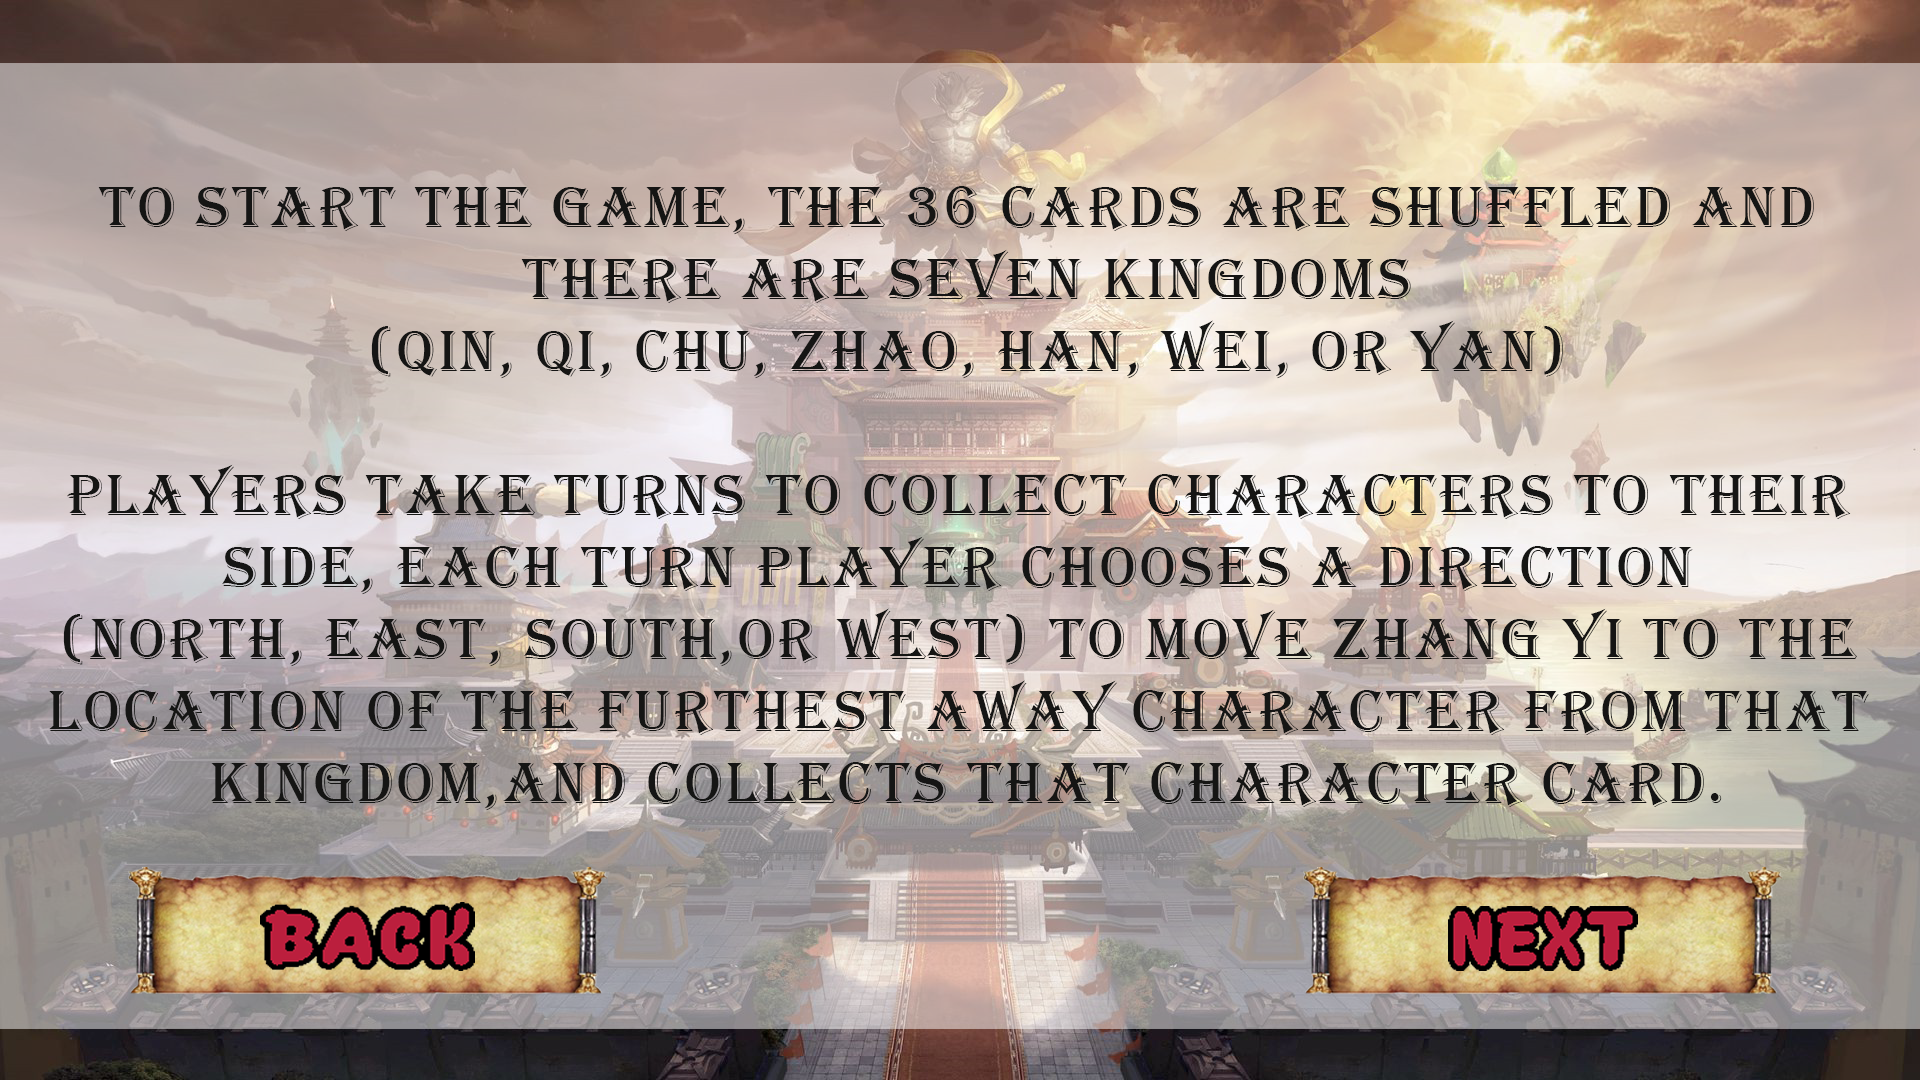 TO START THE GAME, THE 36 CARDS ARE SHUFFLED AND
THERE ARE SEVEN KINGDOMS
(QIN, QI, CHU, ZHAO, HAN, WEI, OR YAN)
PLAYERS TAKE TURNS TO COLLECT CHARACTERS TO THEIR
SIDE, EACH TURN PLAYER CHOOSES A DIRECTION
(NORTH, EAST, SOUTH,OR WEST) TO MOVE ZHANG YI TO THE
LOCATION OF THE FURTHEST AWAY CHARACTER FROM THAT
KINGDOM,AND COLLECTS THAT CHARACTER CARD.
BACK
NEXT